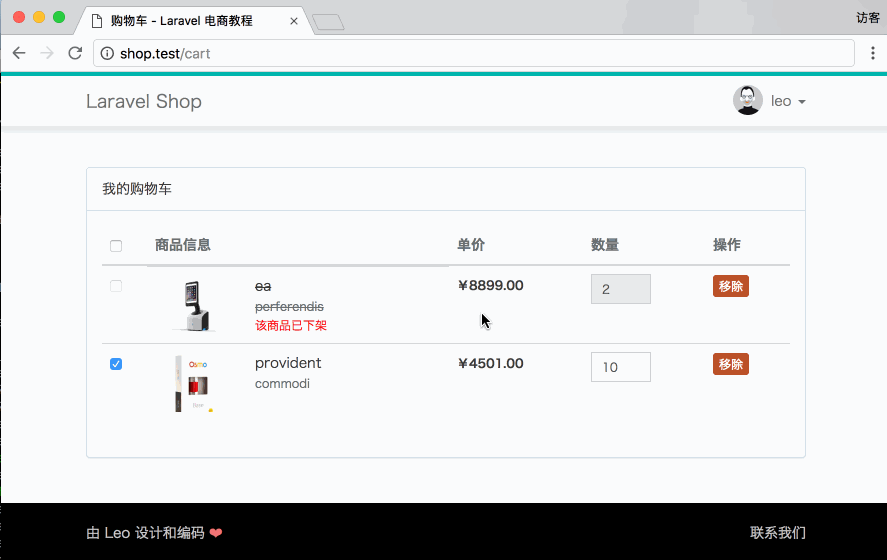 购物车 - Laravel 电商教程
访客
shop.test/cart
Laravel Shop
leo
我的购物车
商品信息 单价 数量 操作
ea ¥8899.00 2 移除
perferendis
该商品已下架
provident ¥4501.00 10 移除
commodi
Osmo
由 Leo 设计和编码 ❤
联系我们